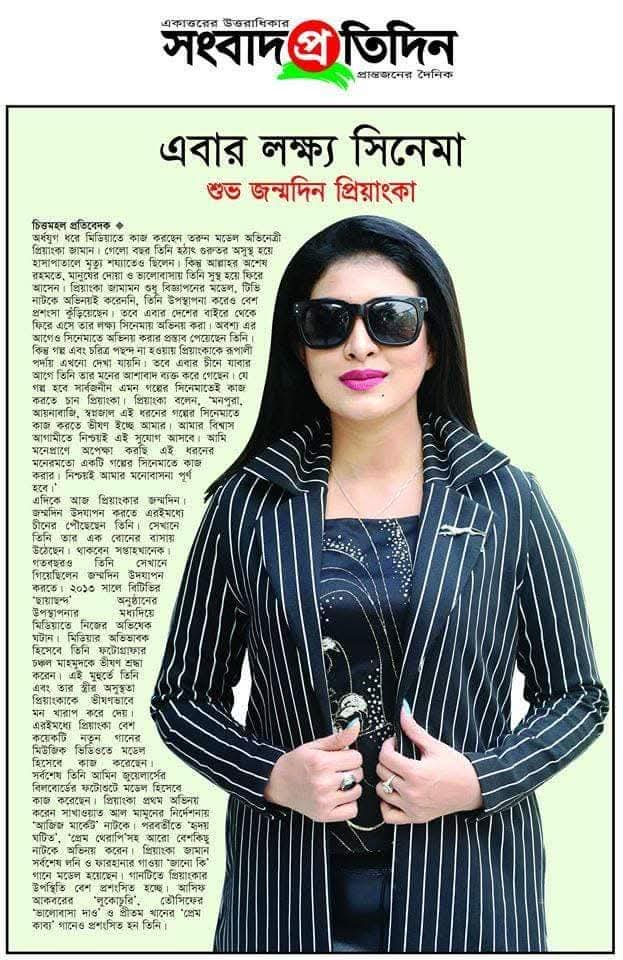 একাত্তরের উত্তরাধিকার
সংবাদ প্রতিদিন
প্রান্তজনের দৈনিক
এবার লক্ষ্য সিনেমা
শুভ জন্মদিন প্রিয়াংকা
চিত্তমহল প্রতিবেদক ◆
অর্ধযুগ ধরে মিডিয়াতে কাজ করছেন তরুন মডেল অভিনেত্রী
প্রিয়াংকা জামান। গেলো বছর তিনি হঠাৎ গুরুতর অসুস্থ হয়ে
হাসাপাতালে মৃত্যু শয্যাতেও ছিলেন। কিন্তু আল্লাহর অশেষ
রহমতে, মানুষের দোয়া ও ভালোবাসায় তিনি সুস্থ হয়ে ফিরে
আসেন। প্রিয়াংকা জামামন শুধু বিজ্ঞাপনের মডেল, টিভি
নাটকে অভিনয়ই করেননি, তিনি উপস্থাপনা করেও বেশ
প্রশংসা কুঁড়িয়েছেন। তবে এবার দেশের বাইরে থেকে
ফিরে এসে তার লক্ষ্য সিনেমায় অভিনয় করা। অবশ্য এর
আগেও সিনেমাতে অভিনয় করার প্রস্তাব পেয়েছেন তিনি।
কিন্তু গল্প এবং চরিত্র পছন্দ না হওয়ায় প্রিয়াংকাকে রূপালী
পর্দায় এখনো দেখা যায়নি। তবে এবার চীনে যাবার
আগে তিনি তার মনের আশাবাদ ব্যক্ত করে গেছেন। যে
গল্প হবে সার্বজনীন এমন গল্পের সিনেমাতেই কাজ
করতে চান প্রিয়াংকা। প্রিয়াংকা বলেন, 'মনপুরা,
আয়নাবাজি, স্বপ্নজাল এই ধরনের গল্পের সিনেমাতে
কাজ করতে ভীষণ ইচ্ছে আমার। আমার বিশ্বাস
আগামীতে নিশ্চয়ই এই সুযোগ আসবে। আমি
মনেপ্রাণে অপেক্ষা করছি এই ধরনের
মনেরমতো একটি গল্পের সিনেমাতে কাজ
করার। নিশ্চয়ই আমার মনোবাসনা পূর্ণ
হবে।'
এদিকে আজ প্রিয়াংকার জন্মদিন।
জন্মদিন উদযাপন করতে এরইমধ্যে
চীনের পৌছেছেন তিনি। সেখানে
তিনি তার এক বোনের বাসায়
উঠেছেন। থাকবেন সপ্তাহখানেক।
গতবছরও তিনি সেখানে
গিয়েছিলেন জন্মদিন উদযাপন
করতে। ২০১৩ সালে বিটিভির
'ছায়াছন্দ' অনুষ্ঠানের
উপস্থাপনার মধ্যদিয়ে
মিডিয়াতে নিজের অভিষেক
ঘটান। মিডিয়ার অভিভাবক
হিসেবে তিনি ফটোগ্রাফার
চঞ্চল মাহমুদকে ভীষণ শ্রদ্ধা
করেন। এই মুহুর্তে তিনি
এবং তার স্ত্রীর অসুস্থতা
প্রিয়াংকাকে ভীষণভাবে
মন খারাপ করে দেয়।
এরইমধ্যে প্রিয়াংকা বেশ
কয়েকটি নতুন গানের
মিউজিক ভিডিওতে মডেল
হিসেবে কাজ করেছেন।
সর্বশেষ তিনি আমিন জুয়েলার্সের
বিলবোর্ডের ফটোশুটে মডেল হিসেবে
কাজ করেছেন। প্রিয়াংকা প্রথম অভিনয়
করেন সাখাওয়াত আল মামুনের নির্দেশনায়
'আজিজ মার্কেট' নাটকে। পরবর্তীতে 'হৃদয়
ঘটিত', 'প্রেম থেরাপি'সহ আরো বেশকিছু
নাটকে অভিনয় করেন। প্রিয়াংকা জামান
সর্বশেষ লনি ও ফারহানার গাওয়া 'জানো কি'
গানে মডেল হয়েছেন। গানটিতে প্রিয়াংকার
উপস্থিতি বেশ প্রশংসিত হচ্ছে। আসিফ
আকবরের 'লুকোচুরি', তৌসিফের
'ভালোবাসা দাও' ও প্রীতম খানের 'প্রেম
কাব্য' গানেও প্রশংসিত হন তিনি।